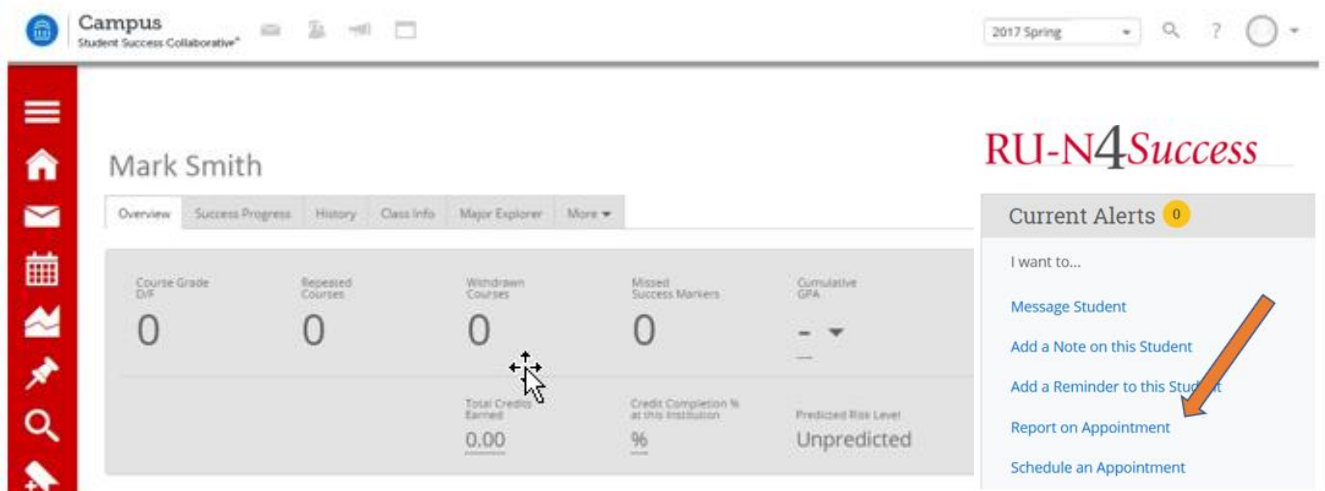 Campus
Student Success Collaborative
2017 Spring
?
RU-N4Success
Mark Smith
Overview Success Progress History Class Info Major Explorer More
Current Alerts 0
I want to...
Course Grade
D/F
0
Repeated
Courses
0
Withdrawn
Courses
0
Missed
Success Markers
0
Cumulative
GPA
-
--
Total Credits
Earned
0.00
Credit Completion %
at this Institution
%
Predicted Risk Level
Unpredicted
Message Student
Add a Note on this Student
Add a Reminder to this Student
Report on Appointment
Schedule an Appointment